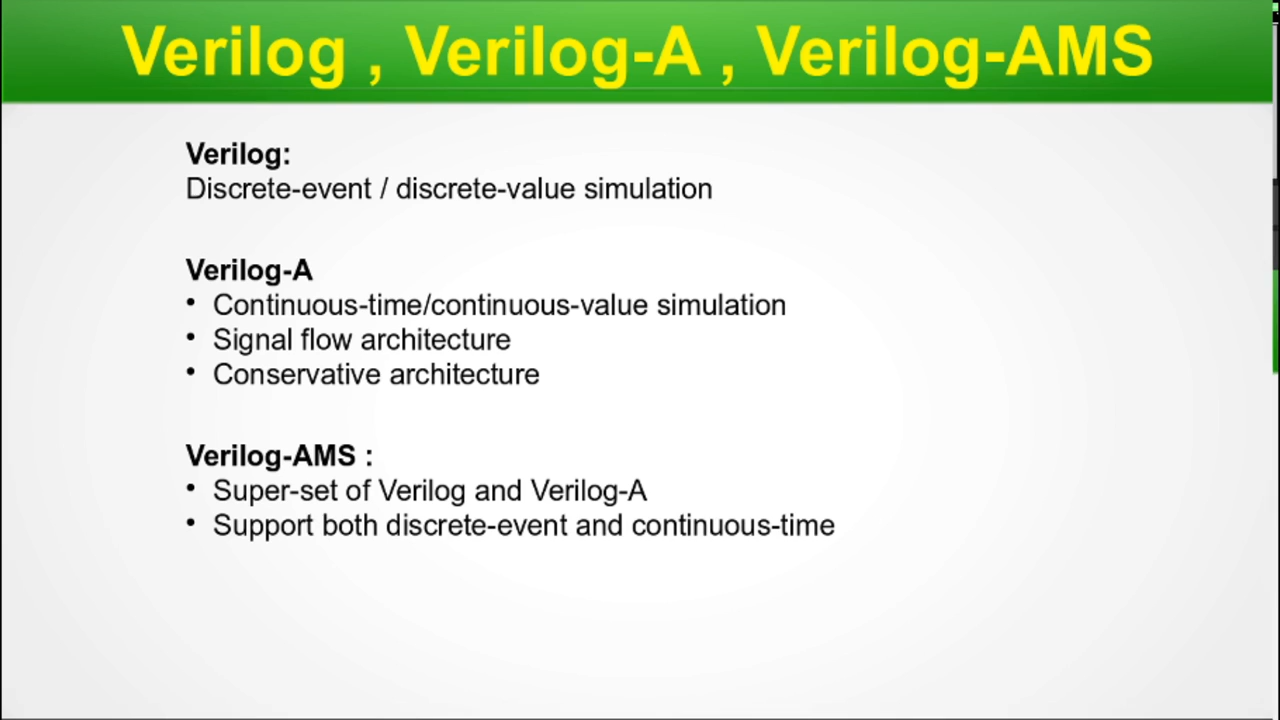 Verilog , Verilog-A , Verilog-AMS
Verilog:
Discrete-event / discrete-value simulation
Verilog-A
• Continuous-time/continuous-value simulation
• Signal flow architecture
• Conservative architecture
Verilog-AMS :
• Super-set of Verilog and Verilog-A
• Support both discrete-event and continuous-time